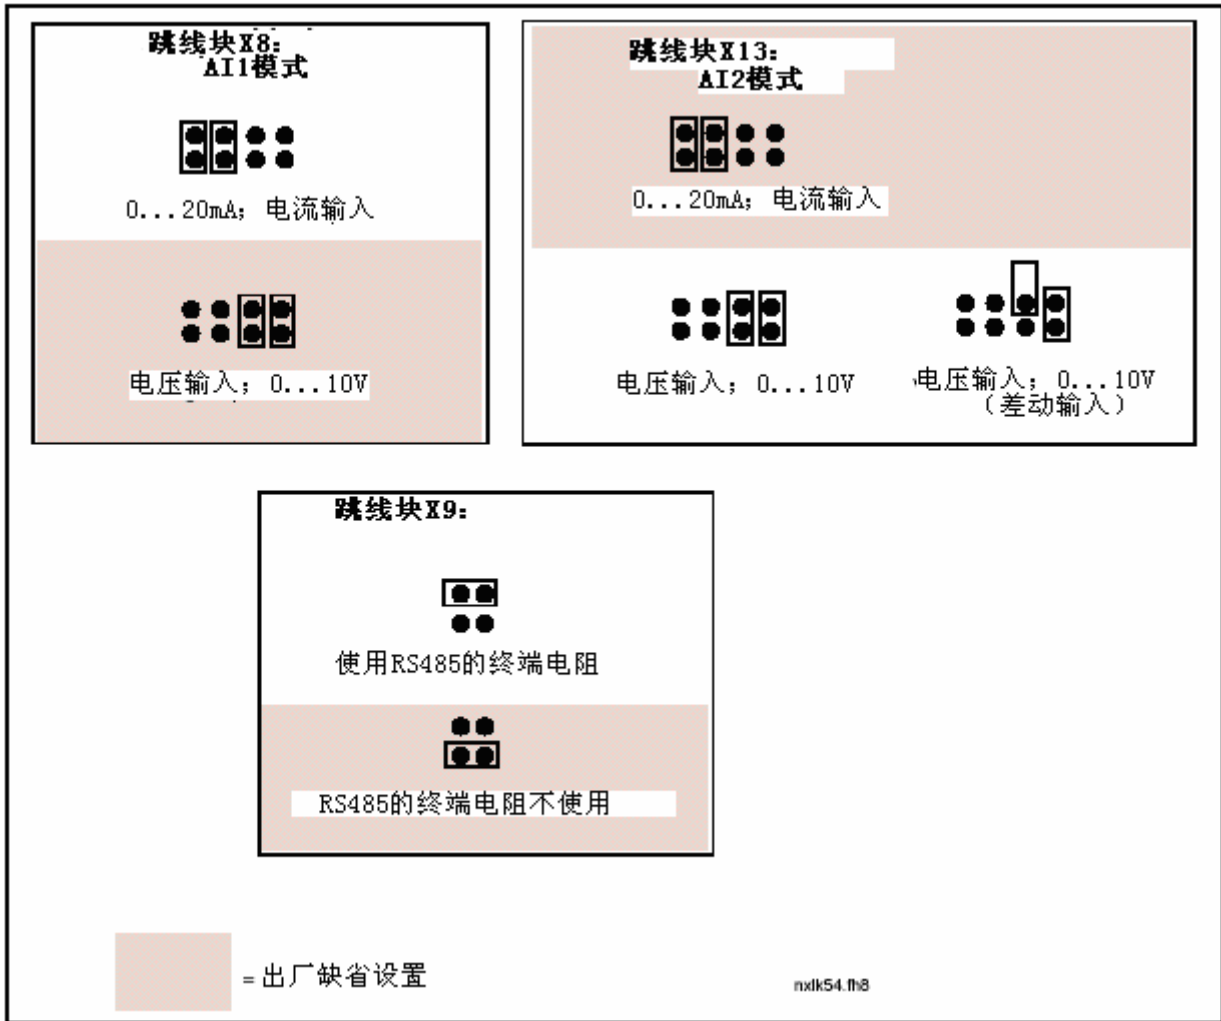 跳线块X8:
AI1模式
0...20mA; 电流输入
电压输入; 0...10V
跳线块X13:
AI2模式
0...20mA; 电流输入
电压输入; 0...10V
电压输入; 0...10V
(差动输入)
跳线块X9:
使用RS485的终端电阻
RS485的终端电阻不使用
=出厂缺省设置
nxlk54.fh8